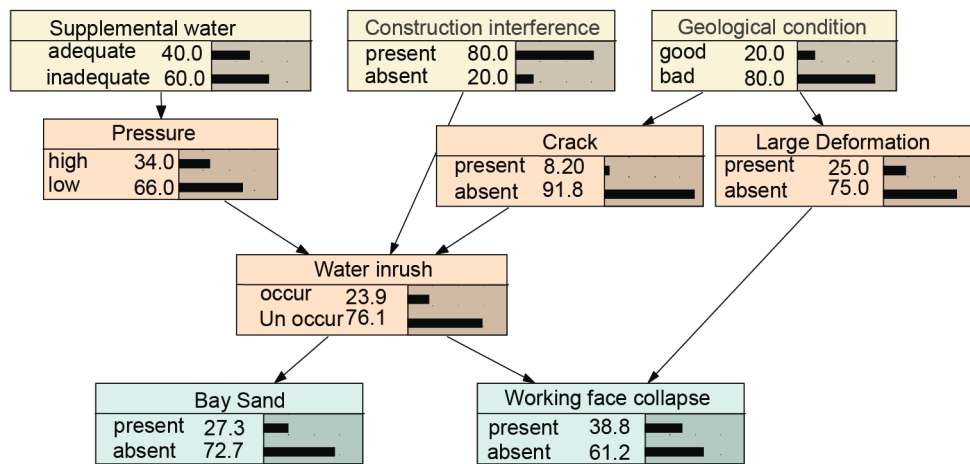 Supplemental water
adequate 40.0
inadequate 60.0
Construction interference
present 80.0
absent 20.0
Geological condition
good 20.0
bad 80.0
Pressure
high 34.0
low 66.0
Crack
present 8.20
absent 91.8
Large Deformation
present 25.0
absent 75.0
Water inrush
occur 23.9
Un occur 76.1
Bay Sand
present 27.3
absent 72.7
Working face collapse
present 38.8
absent 61.2